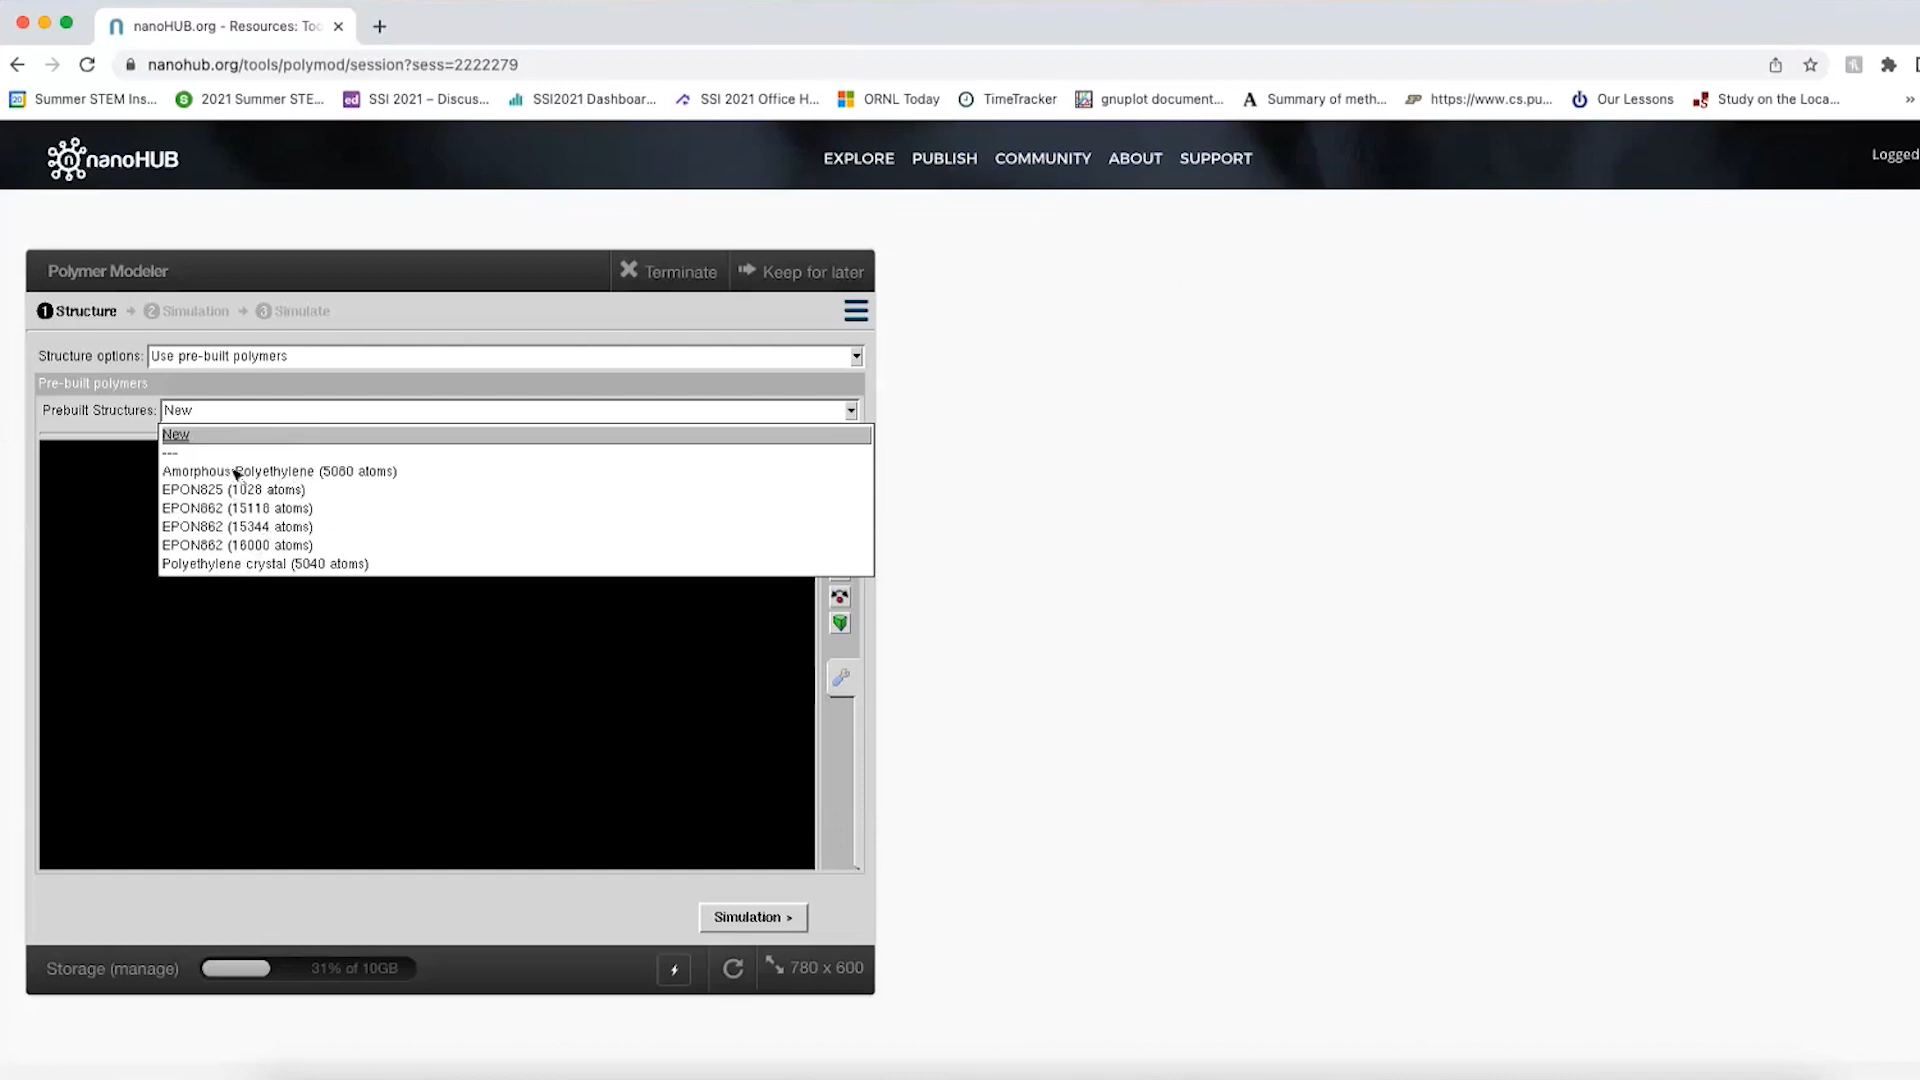 nanoHUB.org - Resources: Too
nanohub.org/tools/polymod/session?sess=2222279
Summer STEM Ins...
2021 Summer STE...
SSI 2021 – Discus...
SSI2021 Dashboar...
SSI 2021 Office H...
ORNL Today
TimeTracker
gnuplot document...
Summary of meth...
https://www.cs.pu...
Our Lessons
Study on the Loca...
»
nanoHUB
EXPLORE PUBLISH COMMUNITY ABOUT SUPPORT
Logged
Polymer Modeler
Terminate
Keep for later
1 Structure
2 Simulation
3 Simulate
Structure options: Use pre-built polymers
Pre-built polymers
Prebuilt Structures: New
New
---
Amorphous Polyethylene (5060 atoms)
EPON825 (1028 atoms)
EPON862 (15118 atoms)
EPON862 (15344 atoms)
EPON862 (16000 atoms)
Polyethylene crystal (5040 atoms)
Simulation >
Storage (manage)
31% of 10GB
780 x 600